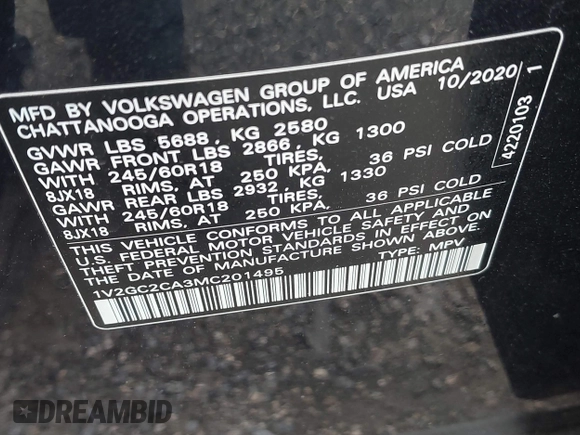 MFD BY VOLKSWAGEN GROUP OF AMERICA
CHATTANOOGA OPERATIONS, LLC. USA 10/2020
GVWR LBS 5688, KG 2580
GAWR FRONT LBS 2866, KG 1300
WITH 245/60R18 TIRES,
8JX18 RIMS, AT 250 KPA, 36 PSI COLD
GAWR REAR LBS 2932, KG 1330
WITH 245/60R18 TIRES,
8JX18 RIMS, AT 250 KPA, 36 PSI COLD
THIS VEHICLE CONFORMS TO ALL APPLICABLE
U.S. FEDERAL MOTOR VEHICLE SAFETY AND
THEFT PREVENTION STANDARDS IN EFFECT ON
THE DATE OF MANUFACTURE SHOWN ABOVE
1V2GC2CA3MC201495 TYPE: MPV
4220103 1
DREAMBID